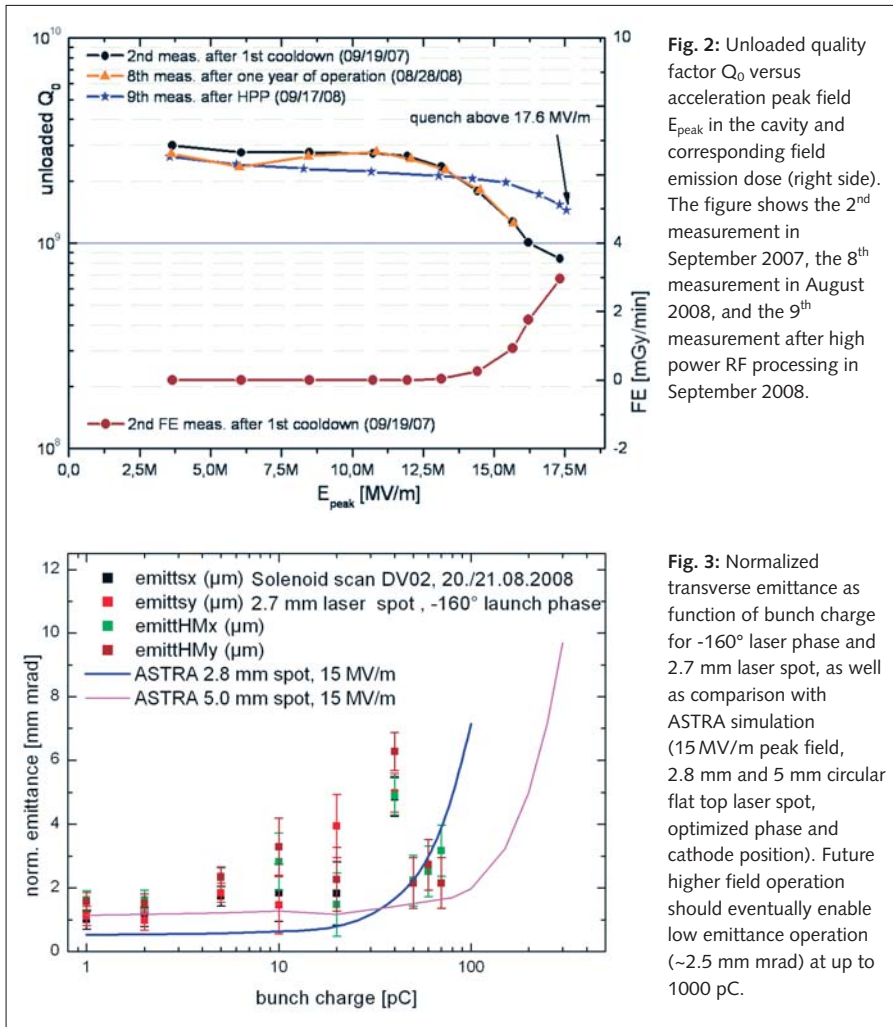 10^10
10
2nd meas. after 1st cooldown (09/19/07)
8th meas. after one year of operation (08/28/08)
9th meas. after HPP (09/17/08)
quench above 17.6 MV/m
unloaded Q_0
10^9
4
2
0
FE [mGy/min]
2nd FE meas. after 1st cooldown (09/19/07)
10^8
-2
0,0 2,5M 5,0M 7,5M 10,0M 12,5M 15,0M 17,5M
E_peak [MV/m]
Fig. 2: Unloaded quality
factor Q_0 versus
acceleration peak field
E_peak in the cavity and
corresponding field
emission dose (right side).
The figure shows the 2^nd
measurement in
September 2007, the 8^th
measurement in August
2008, and the 9^th
measurement after high
power RF processing in
September 2008.
12
10
8
6
4
2
0
norm. emittance [mm mrad]
emittsx (µm) Solenoid scan DV02, 20./21.08.2008
emittsy (µm) 2.7 mm laser spot , -160° launch phase
emittHMx (µm)
emittHMy (µm)
ASTRA 2.8 mm spot, 15 MV/m
ASTRA 5.0 mm spot, 15 MV/m
1 10 100
bunch charge [pC]
Fig. 3: Normalized
transverse emittance as
function of bunch charge
for -160° laser phase and
2.7 mm laser spot, as well
as comparison with
ASTRA simulation
(15 MV/m peak field,
2.8 mm and 5 mm circular
flat top laser spot,
optimized phase and
cathode position). Future
higher field operation
should eventually enable
low emittance operation
(~2.5 mm mrad) at up to
1000 pC.